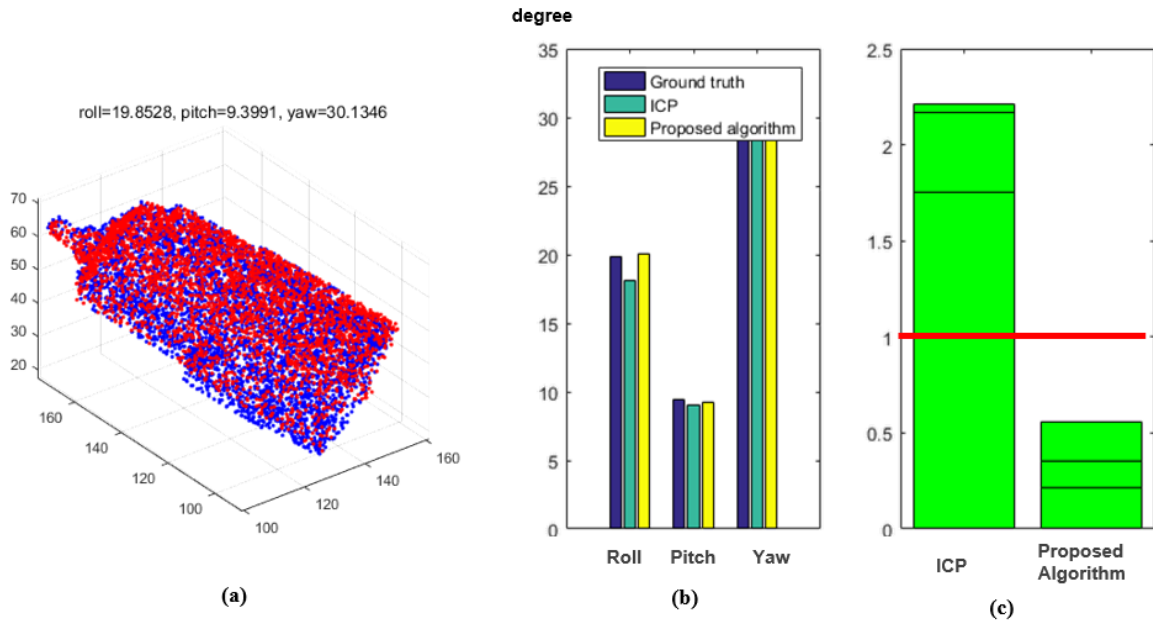 degree
roll=19.8528, pitch=9.3991, yaw=30.1346
70
60
50
40
30
20
160
140
120
100
100
120
140
160
(a)
35
30
25
20
15
10
5
0
Ground truth
ICP
Proposed algorithm
Roll
Pitch
Yaw
(b)
2.5
2
1.5
1
0.5
0
ICP
Proposed
Algorithm
(c)